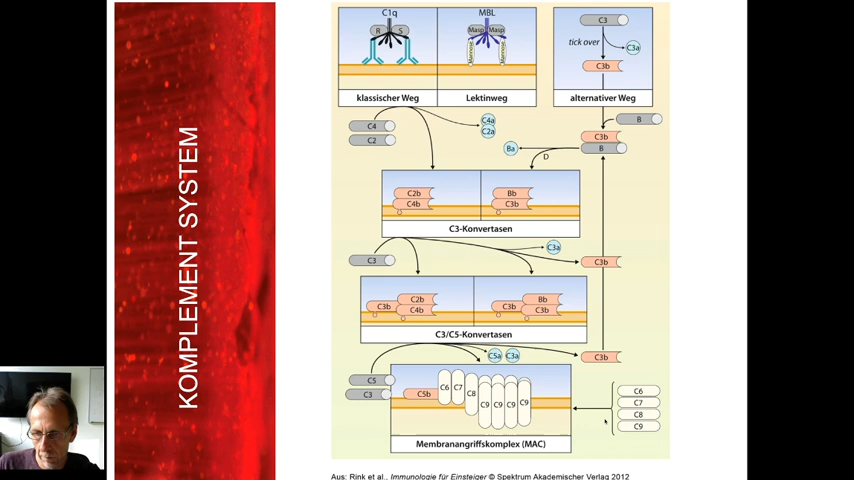 KOMPLEMENT SYSTEM
C1q
R
S
MBL
Masp
Masp
Mannose
Mannose
klassischer Weg
Lektinweg
C3
tick over
C3a
C3b
alternativer Weg
C4
C2
C4a
C2a
B
C3b
B
Ba
D
C2b
C4b
Bb
C3b
C3-Konvertasen
C3
C3a
C3b
C3b
C2b
C4b
C3b
Bb
C3b
C3/C5-Konvertasen
C5a
C3a
C3b
C5
C3
C5b
C6
C7
C8
C9
C9
C9
C9
Membranangriffskomplex (MAC)
C6
C7
C8
C9
Aus: Rink et al., Immunologie für Einsteiger © Spektrum Akademischer Verlag 2012